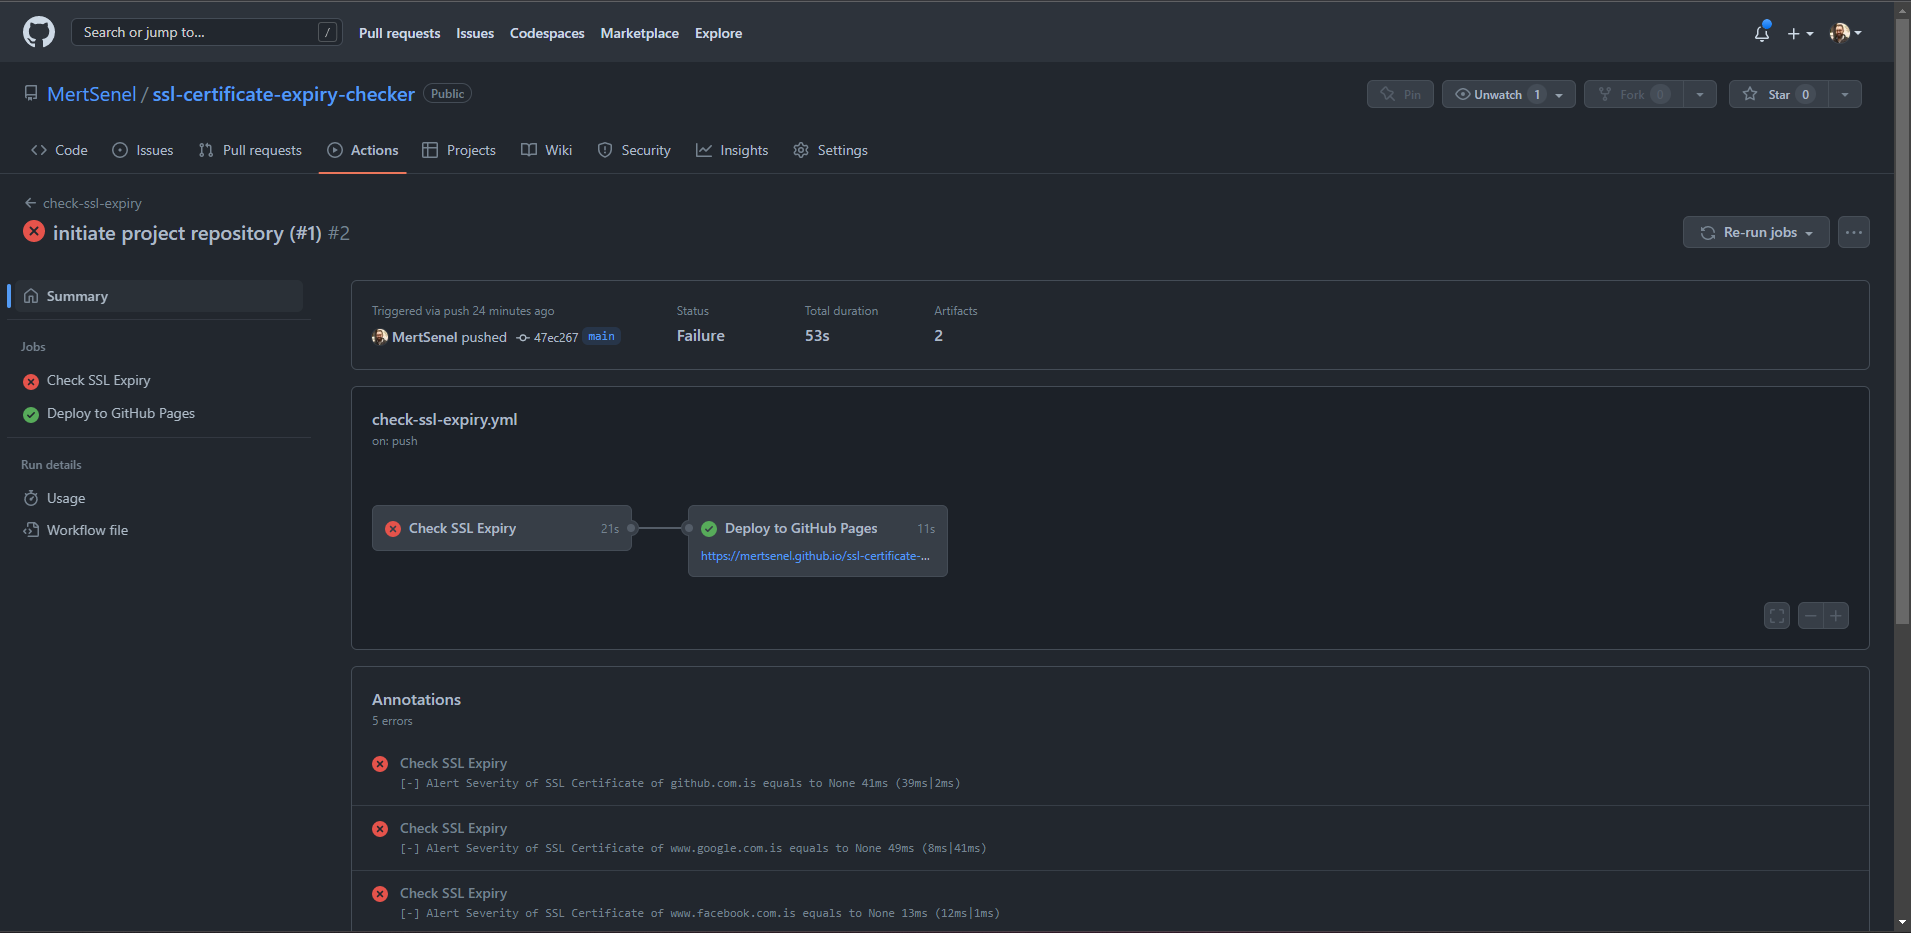 Search or jump to... /
Pull requests Issues Codespaces Marketplace Explore
MertSenel / ssl-certificate-expiry-checker Public
Pin Unwatch 1 Fork 0 Star 0
Code Issues Pull requests Actions Projects Wiki Security Insights Settings
check-ssl-expiry
initiate project repository (#1) #2
Re-run jobs
Summary
Jobs
Check SSL Expiry
Deploy to GitHub Pages
Run details
Usage
Workflow file
Triggered via push 24 minutes ago
MertSenel pushed 47ec267 main
Status
Failure
Total duration
53s
Artifacts
2
check-ssl-expiry.yml
on: push
Check SSL Expiry 21s
Deploy to GitHub Pages 11s
https://mertsenel.github.io/ssl-certificate-...
Annotations
5 errors
Check SSL Expiry
[-] Alert Severity of SSL Certificate of github.com.is equals to None 41ms (39ms|2ms)
Check SSL Expiry
[-] Alert Severity of SSL Certificate of www.google.com.is equals to None 49ms (8ms|41ms)
Check SSL Expiry
[-] Alert Severity of SSL Certificate of www.facebook.com.is equals to None 13ms (12ms|1ms)